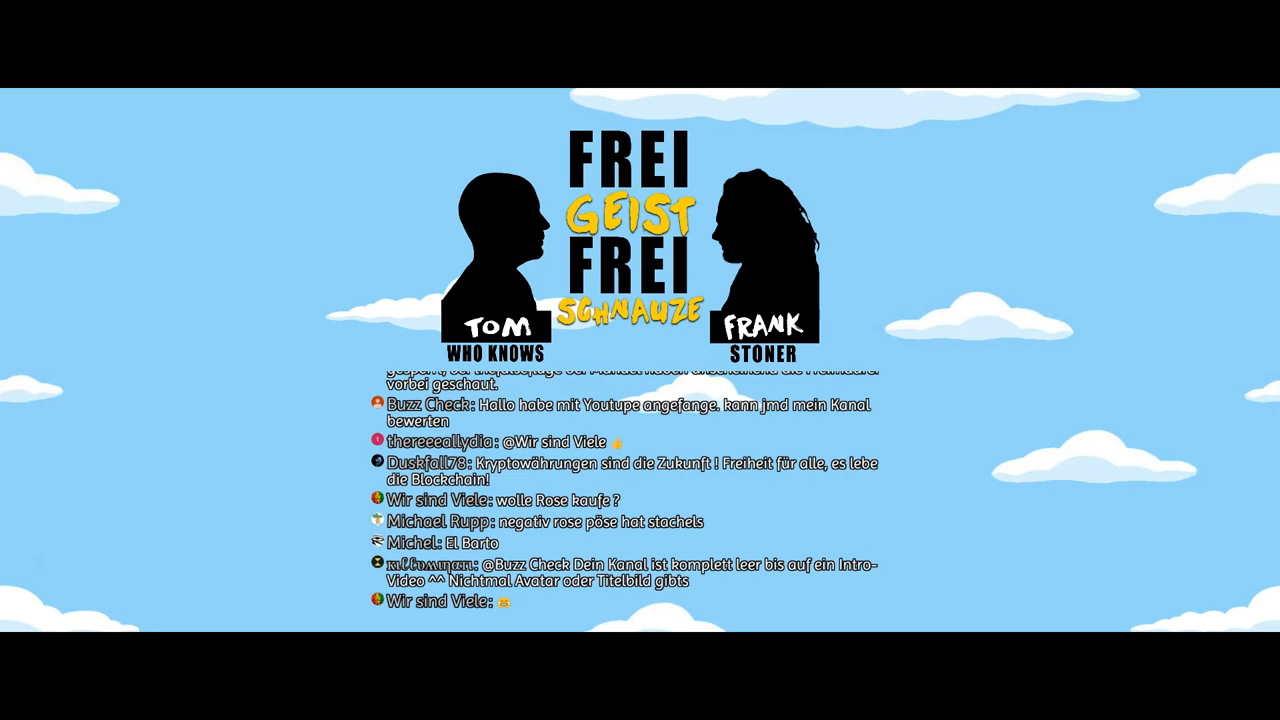 FREI
GEIST
FREI
SCHNAUZE
TOM
WHO KNOWS
FRANK
STONER
vorbei geschaut.
Buzz Check: Hallo habe mit Youtupe angefange. kann jmd mein Kanal
bewerten
thereeeallydia: @Wir sind Viele 👍
Duskfall78: Kryptowährungen sind die Zukunft ! Freiheit für alle, es lebe
die Blockchain!
Wir sind Viele: wolle Rose kaufe ?
Michael Rupp: negativ rose pöse hat stachels
Michel: El Barto
@Buzz Check Dein Kanal ist komplett leer bis auf ein Intro-
Video ^^ Nichtmal Avatar oder Titelbild gibts
Wir sind Viele: 😂